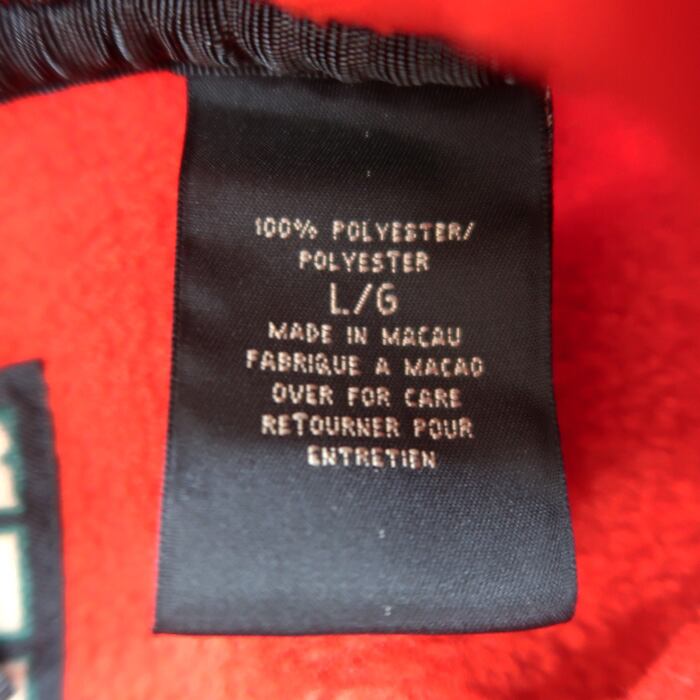 100% POLYESTER/
POLYESTER
L/G
MADE IN MACAU
FABRIQUE A MACAO
OVER FOR CARE
RETOURNER POUR
ENTRETIEN